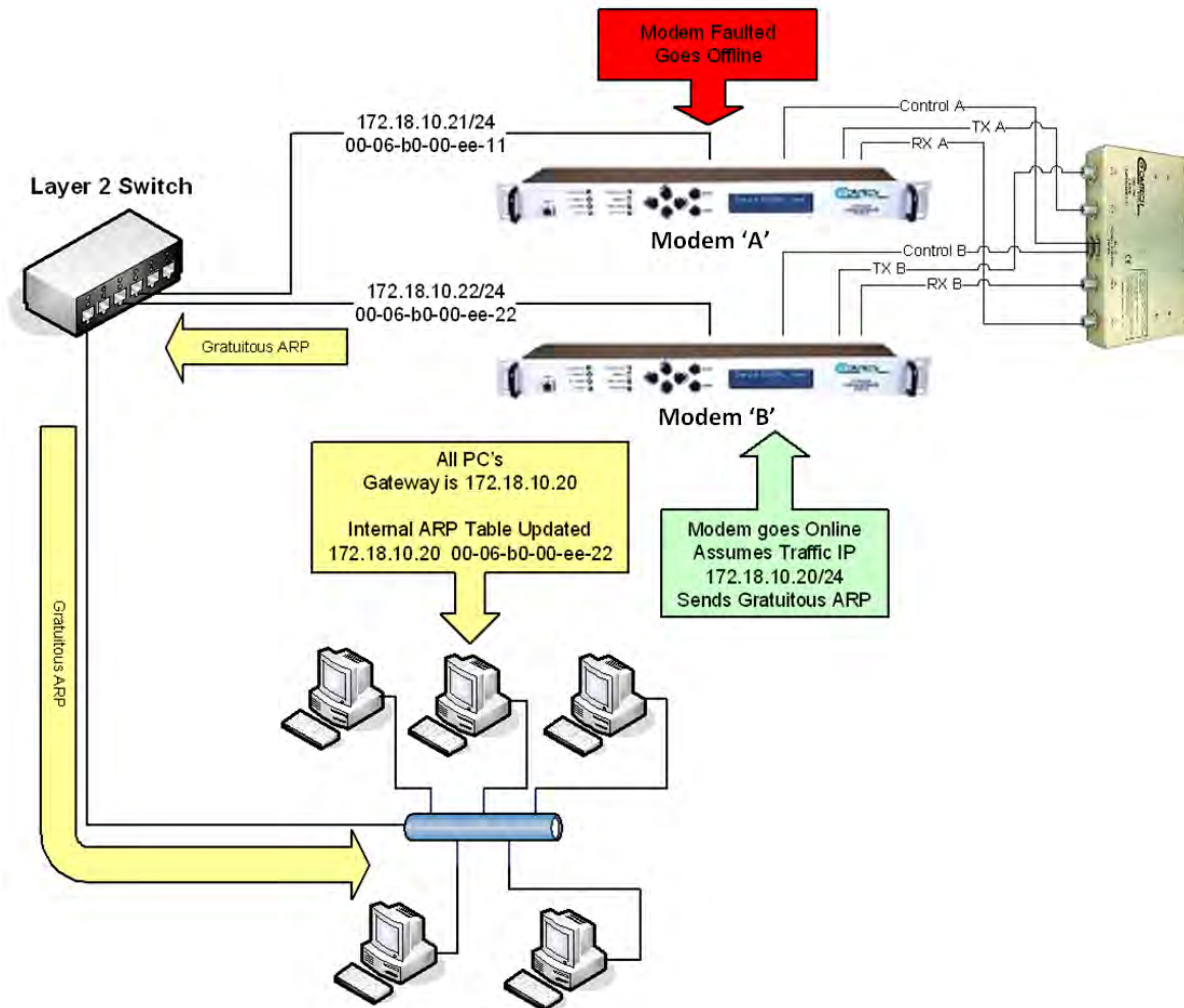 Modem Faulted
Goes Offline
172.18.10.21/24
00-06-b0-00-ee-11
Control A
TX A
RX A
Layer 2 Switch
Modem ‘A’
172.18.10.22/24
00-06-b0-00-ee-22
Control B
TX B
RX B
Gratuitous ARP
Modem ‘B’
All PC's
Gateway is 172.18.10.20
Internal ARP Table Updated
172.18.10.20 00-06-b0-00-ee-22
Modem goes Online
Assumes Traffic IP
172.18.10.20/24
Sends Gratuitous ARP
Gratuitous ARP